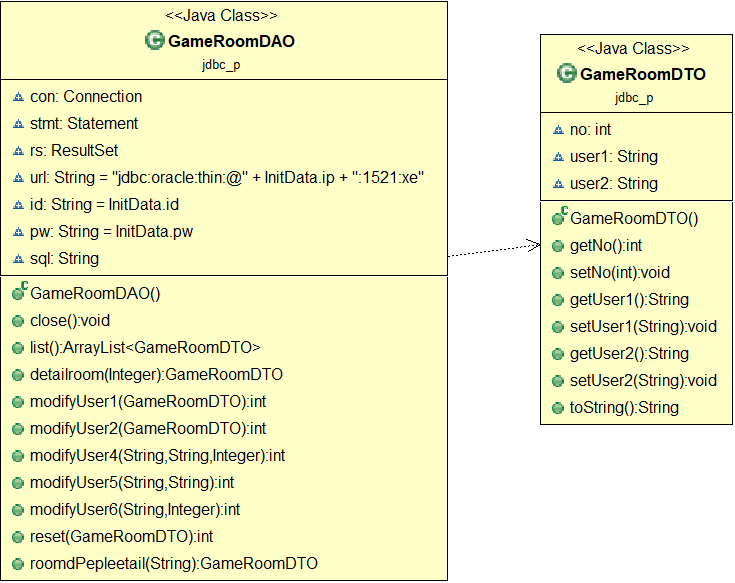 <<Java Class>>
GameRoomDAO
jdbc_p
con: Connection
stmt: Statement
rs: ResultSet
url: String = "jdbc:oracle:thin:@" + InitData.ip + ":1521:xe"
id: String = InitData.id
pw: String = InitData.pw
sql: String
GameRoomDAO()
close():void
list():ArrayList<GameRoomDTO>
detailroom(Integer):GameRoomDTO
modifyUser1(GameRoomDTO):int
modifyUser2(GameRoomDTO):int
modifyUser4(String,String,Integer):int
modifyUser5(String,String):int
modifyUser6(String,Integer):int
reset(GameRoomDTO):int
roomdPepleetail(String):GameRoomDTO
<<Java Class>>
GameRoomDTO
jdbc_p
no: int
user1: String
user2: String
GameRoomDTO()
getNo():int
setNo(int):void
getUser1():String
setUser1(String):void
getUser2():String
setUser2(String):void
toString():String